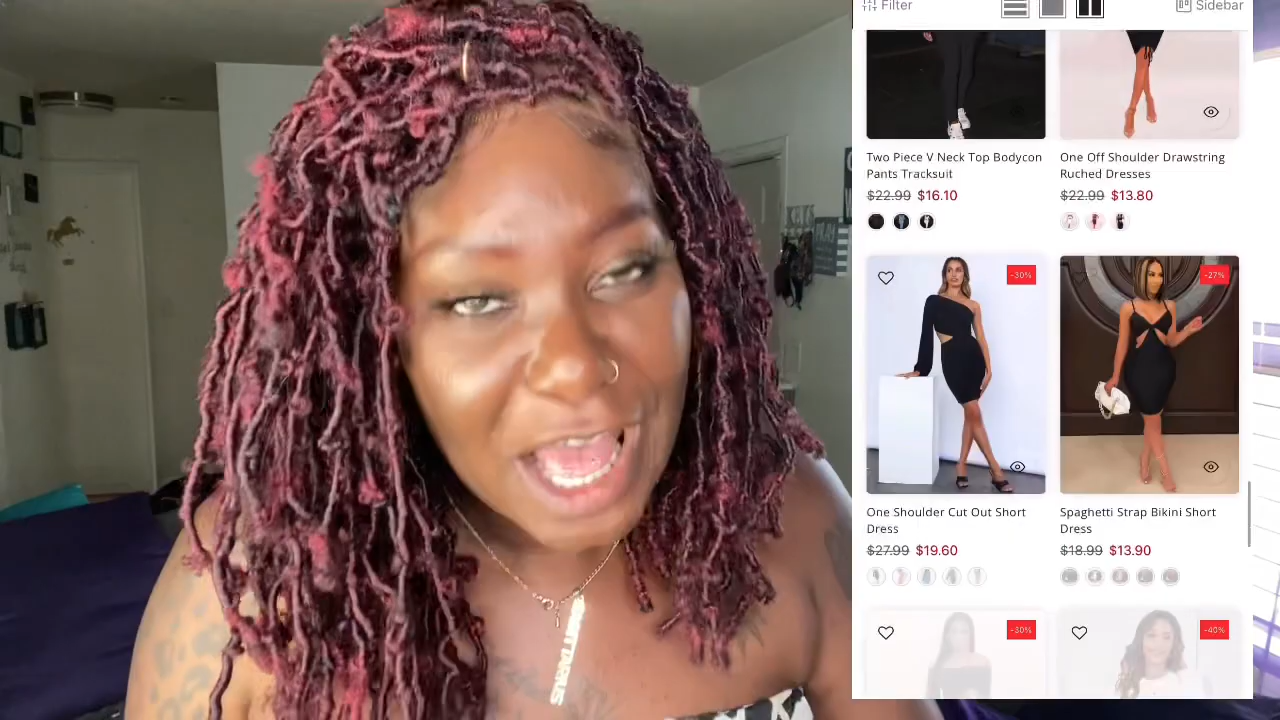 Filter
Sidebar
Two Piece V Neck Top Bodycon
Pants Tracksuit
$22.99 $16.10
One Off Shoulder Drawstring
Ruched Dresses
$22.99 $13.80
-30%
-27%
One Shoulder Cut Out Short
Dress
$27.99 $19.60
Spaghetti Strap Bikini Short
Dress
$18.99 $13.90
-30%
-40%